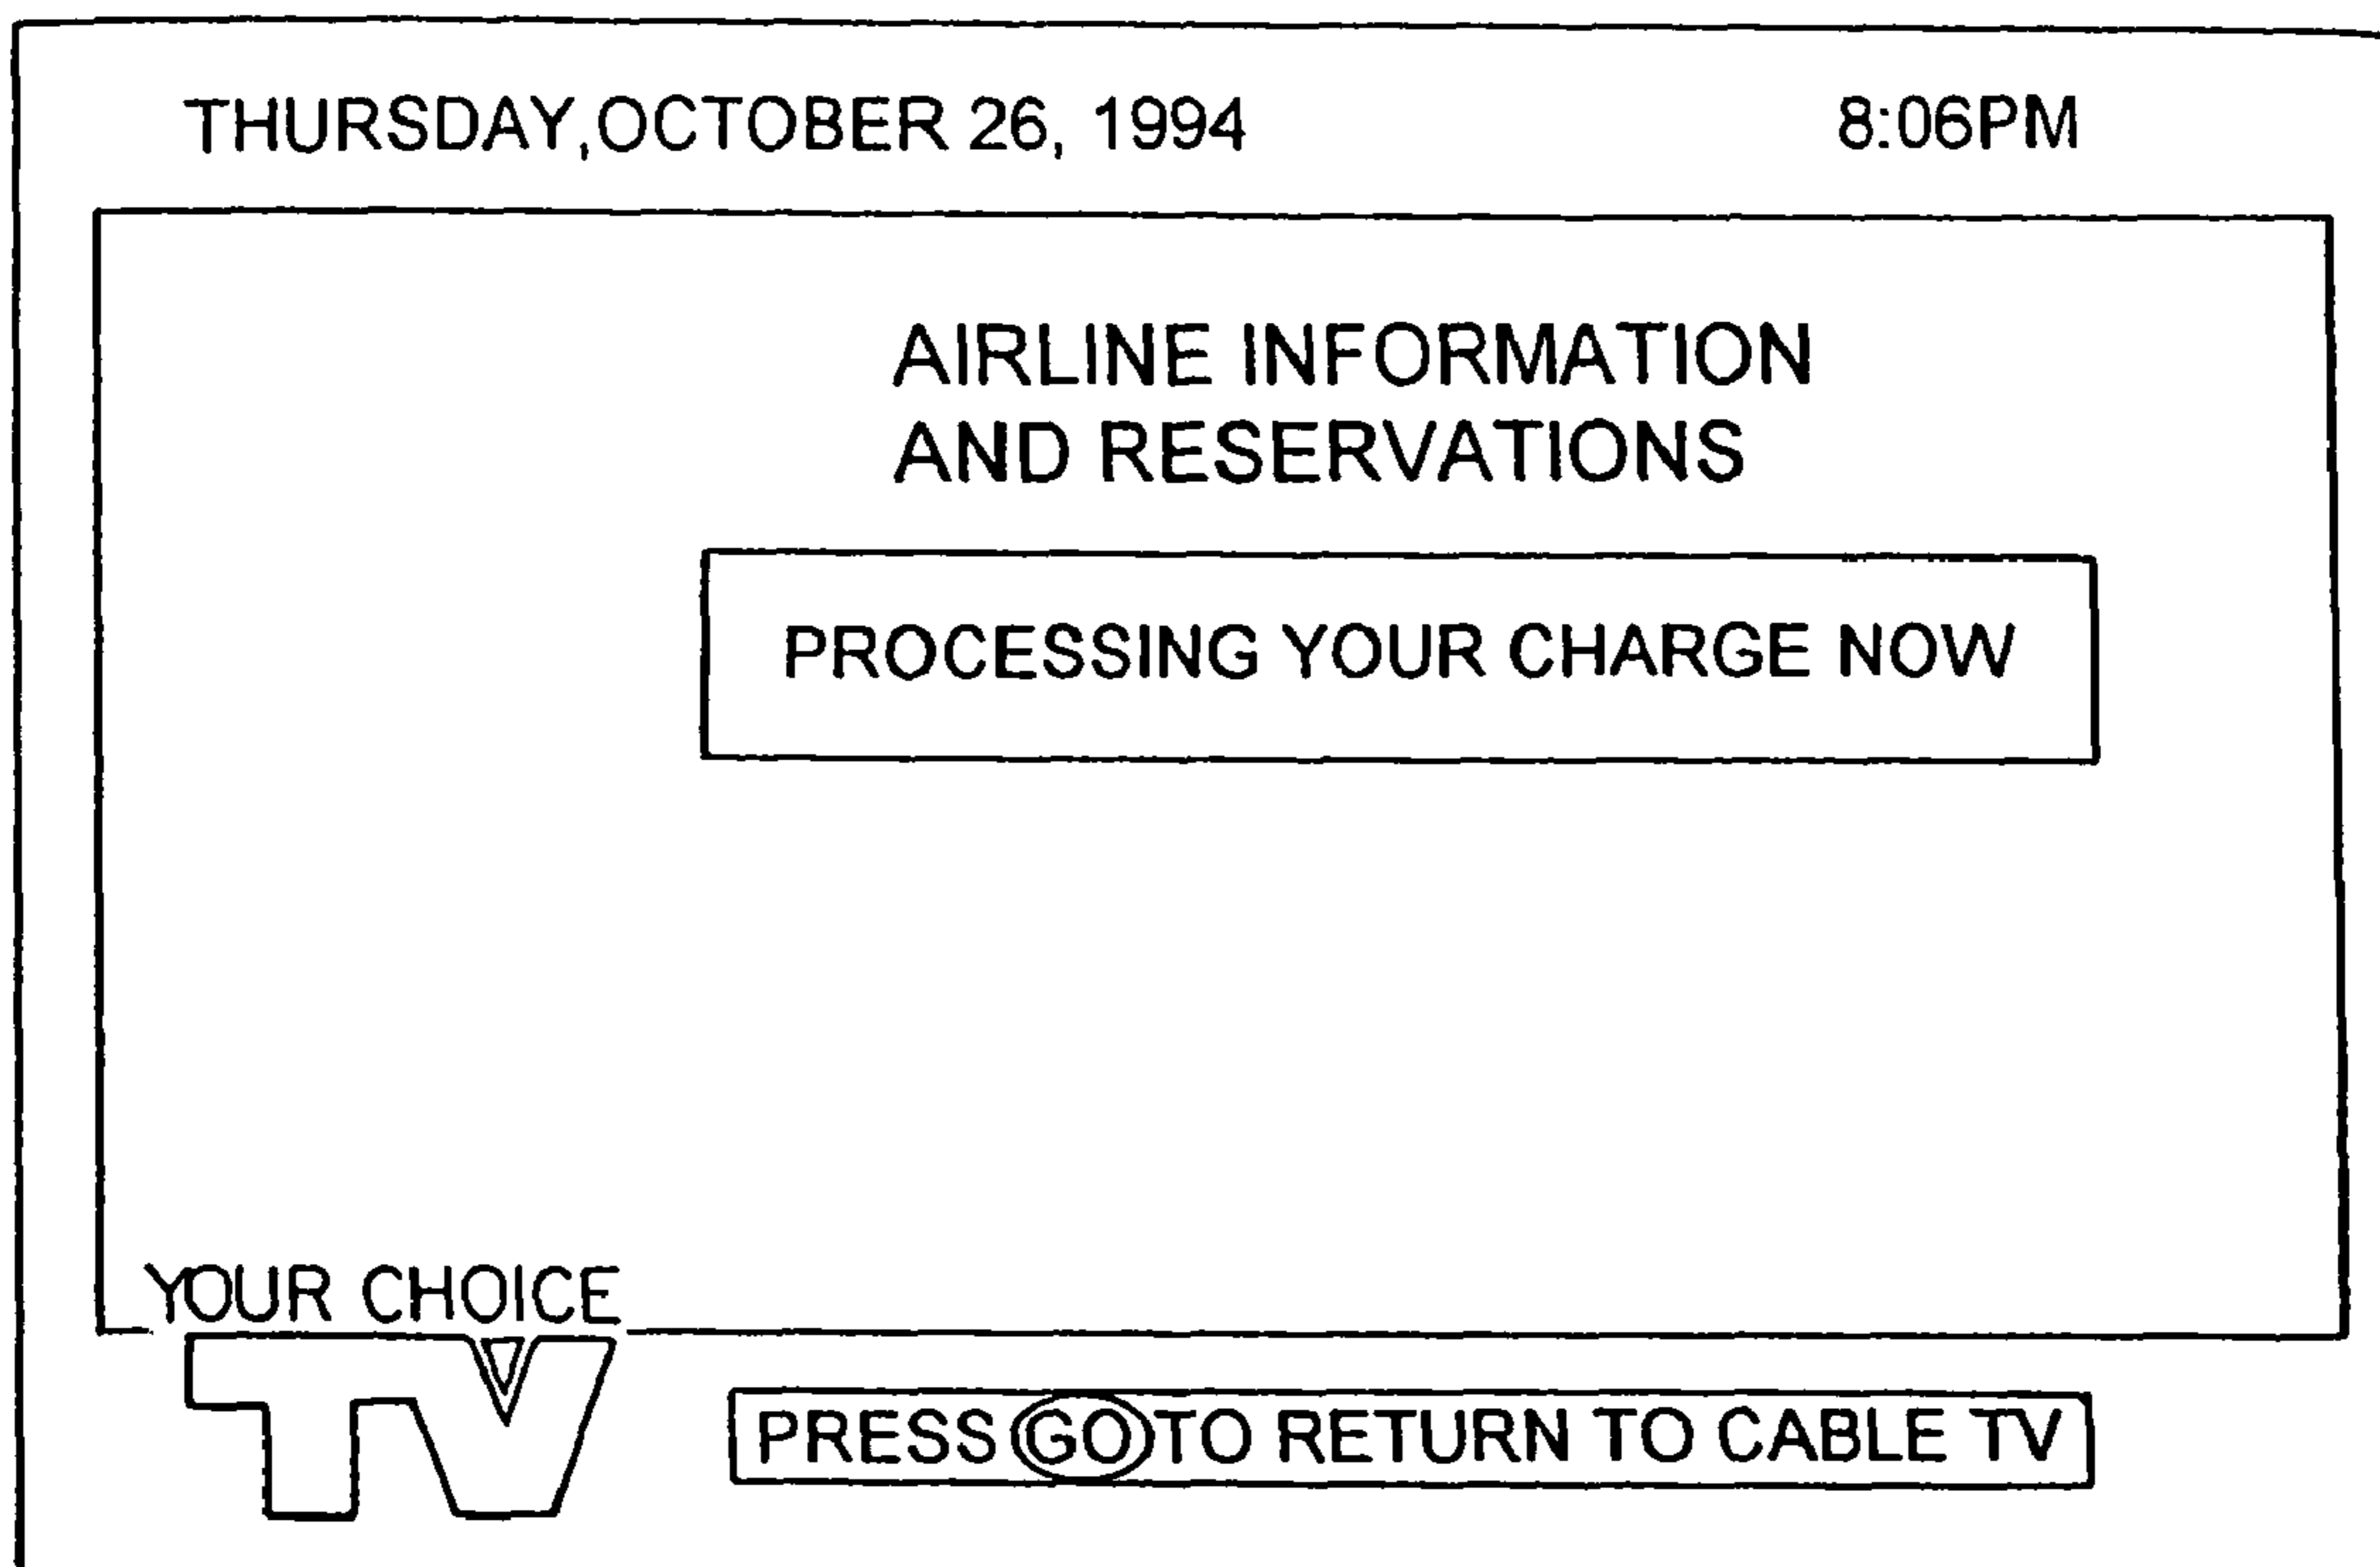 THURSDAY,OCTOBER 26, 1994 8:06PM
AIRLINE INFORMATION
AND RESERVATIONS
PROCESSING YOUR CHARGE NOW
YOUR CHOICE
TV
PRESS GO TO RETURN TO CABLE TV